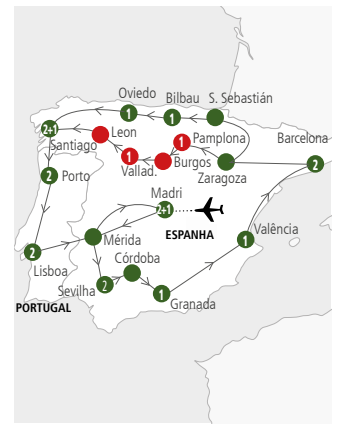 Oviedo
Bilbau
S. Sebastián
1
1
2+1
Leon
1
Pamplona
Barcelona
Santiago
1
Vallad.
Burgos
2
2
Porto
Zaragoza
Madri
2+1
ESPANHA
Valência
1
Mérida
2
Lisboa
Córdoba
Sevilha
2
1
Granada
PORTUGAL